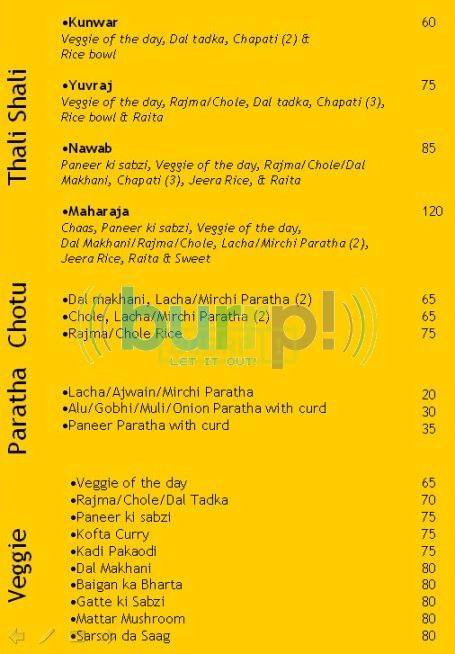 Thali Shali
•Kunwar 60
Veggie of the day, Dal tadka, Chapati (2) &
Rice bowl
•Yuvraj 75
Veggie of the day, Rajma/Chole, Dal tadka, Chapati (3),
Rice bowl & Raita
•Nawab 85
Paneer ki sabzi, Veggie of the day, Rajma/Chole/Dal
Makhani, Chapati (3), Jeera Rice, & Raita
•Maharaja 120
Chaas, Paneer ki sabzi, Veggie of the day,
Dal Makhani/Rajma/Chole, Lacha/Mirchi Paratha (2),
Jeera Rice, Raita & Sweet
Chotu
•Dal makhani, Lacha/Mirchi Paratha (2) 65
•Chole, Lacha/Mirchi Paratha (2) 65
•Rajma/Chole Rice 75
burrp!
LET IT OUT!
Paratha
•Lacha/Ajwain/Mirchi Paratha 20
•Alu/Gobhi/Muli/Onion Paratha with curd 30
•Paneer Paratha with curd 35
Veggie
•Veggie of the day 65
•Rajma/Chole/Dal Tadka 70
•Paneer ki sabzi 75
•Kofta Curry 75
•Kadi Pakaodi 75
•Dal Makhani 80
•Baigan ka Bharta 80
•Gatte ki Sabzi 80
•Mattar Mushroom 80
•Sarson da Saag 80